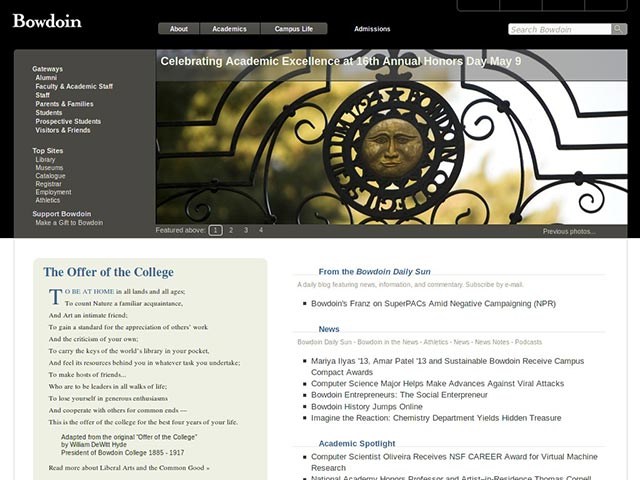 Bowdoin
About
Academics
Campus Life
Admissions
Search Bowdoin
Gateways
Alumni
Faculty & Academic Staff
Staff
Parents & Families
Students
Prospective Students
Visitors & Friends
Top Sites
Library
Museums
Catalogue
Registrar
Employment
Athletics
Support Bowdoin
Make a Gift to Bowdoin
Celebrating Academic Excellence at 16th Annual Honors Day May 9
BOWDOIN COLLEGII
1794
Featured above: 1 2 3 4
Previous photos...
The Offer of the College
TO BE AT HOME in all lands and all ages;
To count Nature a familiar acquaintance,
And Art an intimate friend;
To gain a standard for the appreciation of others' work
And the criticism of your own;
To carry the keys of the world's library in your pocket,
And feel its resources behind you in whatever task you undertake;
To make hosts of friends...
Who are to be leaders in all walks of life;
To lose yourself in generous enthusiasms
And cooperate with others for common ends —
This is the offer of the college for the best four years of your life.
Adapted from the original "Offer of the College"
by William DeWitt Hyde
President of Bowdoin College 1885 - 1917
Read more about Liberal Arts and the Common Good »
From the Bowdoin Daily Sun
A daily blog featuring news, information, and commentary. Subscribe by e-mail.
Bowdoin's Franz on SuperPACs Amid Negative Campaigning (NPR)
News
Bowdoin Daily Sun - Bowdoin in the News - Athletics - News - News Notes - Podcasts
Mariya Ilyas '13, Amar Patel '13 and Sustainable Bowdoin Receive Campus
Compact Awards
Computer Science Major Helps Make Advances Against Viral Attacks
Bowdoin Entrepreneurs: The Social Enterpreneur
Bowdoin History Jumps Online
Imagine the Reaction: Chemistry Department Yields Hidden Treasure
Academic Spotlight
Computer Scientist Oliveira Receives NSF CAREER Award for Virtual Machine
Research
National Academy Honors Professor and Artist–in-Residence Thomas Cornell